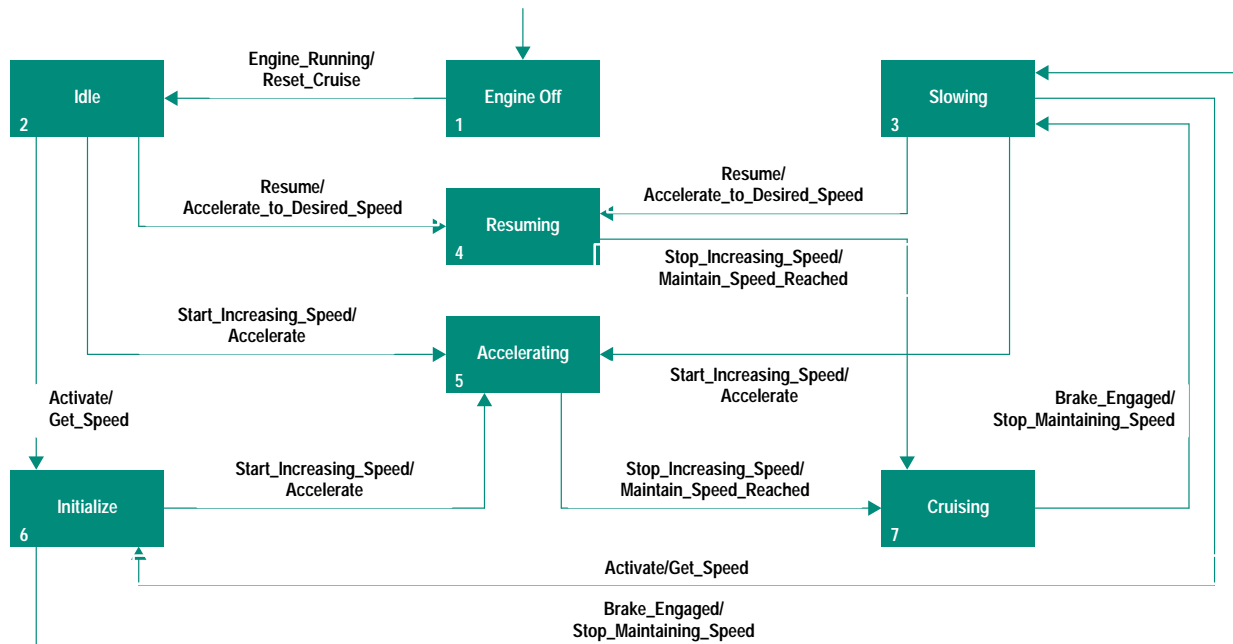 Engine_Running/
Reset_Cruise
Idle
2
Engine Off
1
Slowing
3
Resume/
Accelerate_to_Desired_Speed
Resuming
4
Resume/
Accelerate_to_Desired_Speed
Stop_Increasing_Speed/
Maintain_Speed_Reached
Start_Increasing_Speed/
Accelerate
Accelerating
5
Start_Increasing_Speed/
Accelerate
Activate/
Get_Speed
Brake_Engaged/
Stop_Maintaining_Speed
Initialize
6
Start_Increasing_Speed/
Accelerate
Stop_Increasing_Speed/
Maintain_Speed_Reached
Cruising
7
Activate/Get_Speed
Brake_Engaged/
Stop_Maintaining_Speed